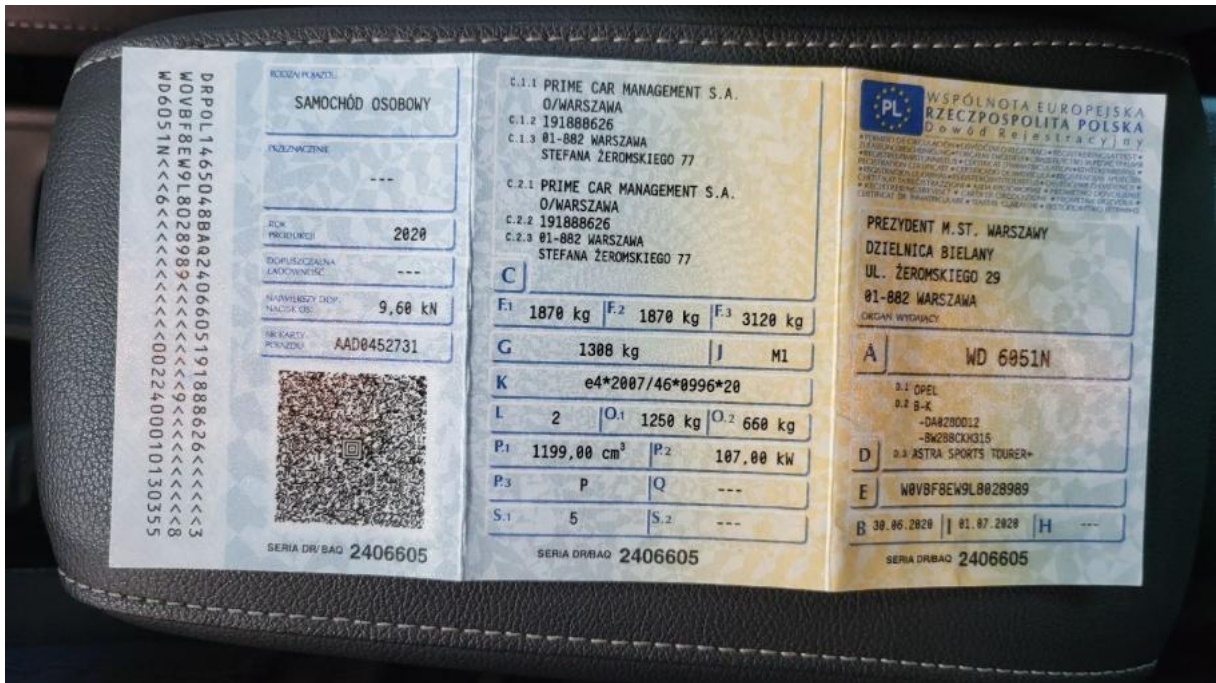 DRPOL14650488BAQ2406605191888626<<<<<3
W0VBF8EW9L8028989<<<<<<<<<9<<<<<<<8
WD6051N<<<6<<<<<<<<<<0022400010130355
RODZAJ POJAZDU
SAMOCHÓD OSOBOWY
PRZEZNACZENIE
---
ROK PRODUKCJI 2020
DOPUSZCZALNA ŁADOWNOŚĆ ---
NAJWIĘKSZY DOP. NACISK OSI 9,60 kN
NR KARTY POJAZDU AAD0452731
SERIA DR/BAQ 2406605
C.1.1 PRIME CAR MANAGEMENT S.A.
O/WARSZAWA
C.1.2 191888626
C.1.3 01-882 WARSZAWA
STEFANA ŻEROMSKIEGO 77
C.2.1 PRIME CAR MANAGEMENT S.A.
O/WARSZAWA
C.2.2 191888626
C.2.3 01-882 WARSZAWA
STEFANA ŻEROMSKIEGO 77
C
F.1 1870 kg F.2 1870 kg F.3 3120 kg
G 1308 kg J M1
K e4*2007/46*0996*20
L 2 O.1 1250 kg O.2 660 kg
P.1 1199,00 cm³ P.2 107,00 kW
P.3 P Q ---
S.1 5 S.2 ---
SERIA DR/BAQ 2406605
PL
WSPÓLNOTA EUROPEJSKA
RZECZPOSPOLITA POLSKA
Dowód Rejestracyjny
PREZYDENT M.ST. WARSZAWY
DZIELNICA BIELANY
UL. ŻEROMSKIEGO 29
01-882 WARSZAWA
ORGAN WYDAJĄCY
A WD 6051N
D.1 OPEL
D.2 B-K
-DA028DD12
-BW2BBCKH315
D D.3 ASTRA SPORTS TOURER+
E W0VBF8EW9L8028989
B 30.06.2020 I 01.07.2020 H ---
SERIA DR/BAQ 2406605